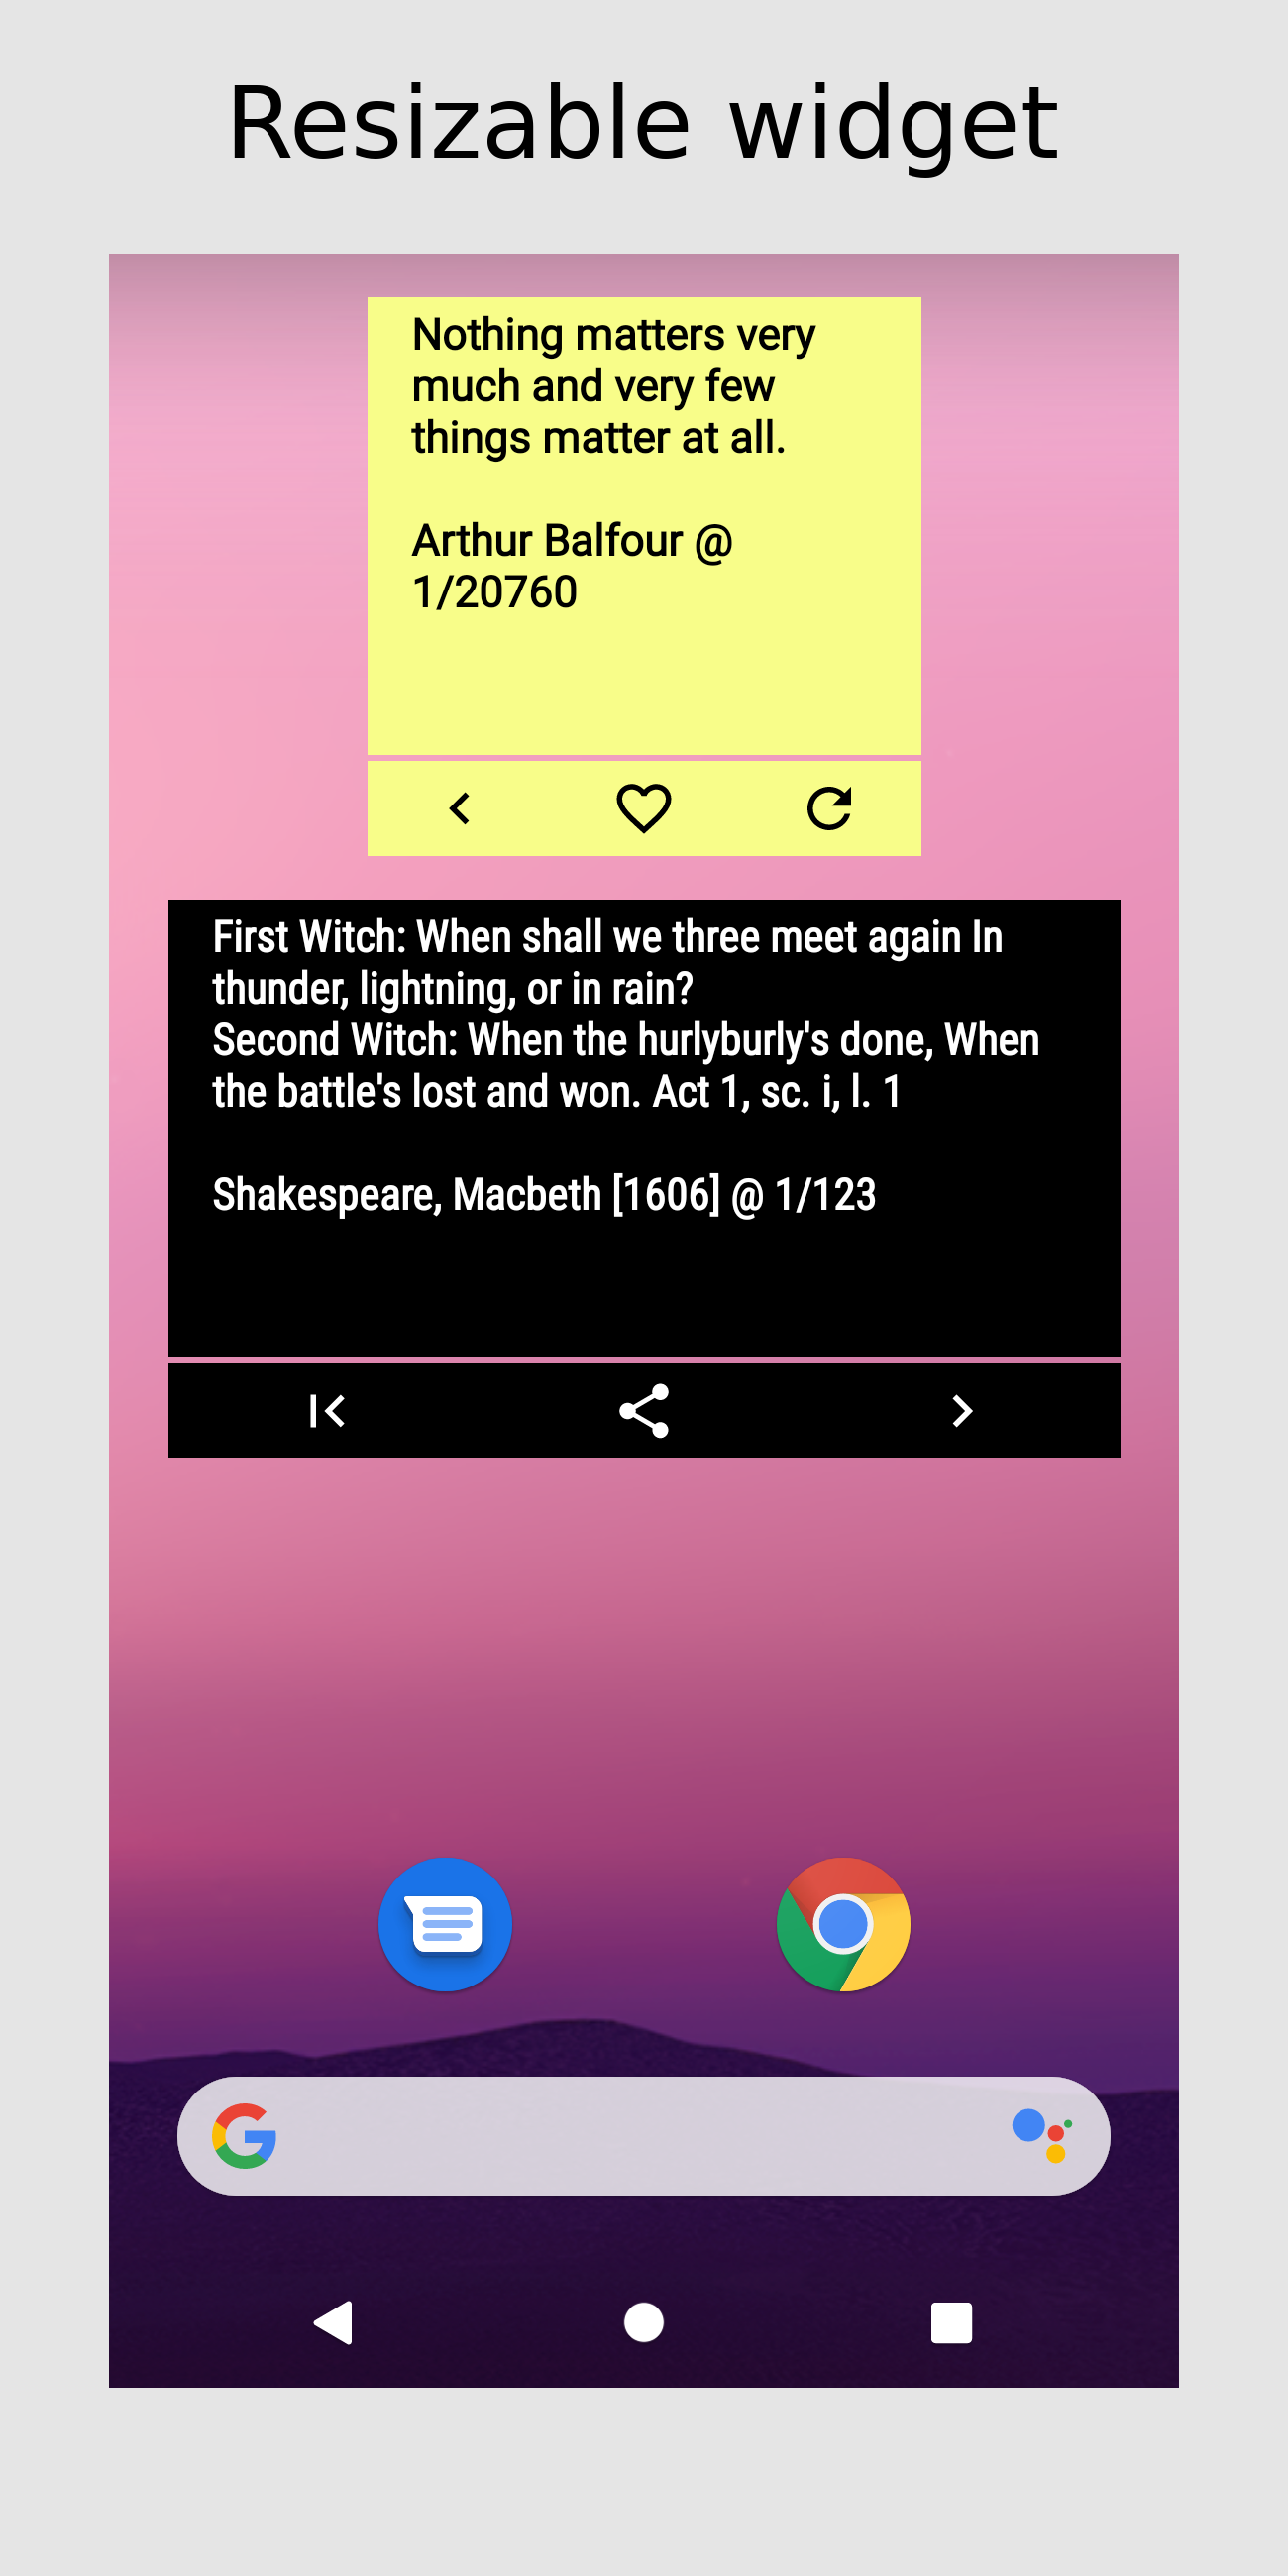 Resizable widget
Nothing matters very
much and very few
things matter at all.
Arthur Balfour @
1/20760
First Witch: When shall we three meet again In
thunder, lightning, or in rain?
Second Witch: When the hurlyburly's done, When
the battle's lost and won. Act 1, sc. i, l. 1
Shakespeare, Macbeth [1606] @ 1/123